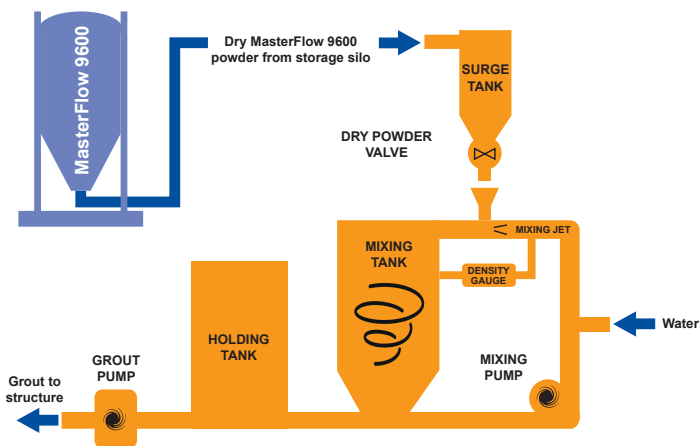 MasterFlow 9600
Dry MasterFlow 9600
powder from storage silo
SURGE
TANK
DRY POWDER
VALVE
MIXING JET
MIXING
TANK
DENSITY
GAUGE
HOLDING
TANK
Water
MIXING
PUMP
GROUT
PUMP
Grout to
structure